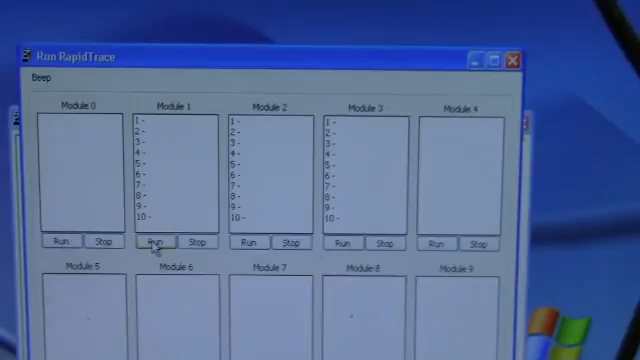 Run RapidTrace
Beep
Module 0 Module 1 Module 2 Module 3 Module 4
1 - 1 - 1 -
2 - 2 - 2 -
3 - 3 - 3 -
4 - 4 - 4 -
5 - 5 - 5 -
6 - 6 - 6 -
7 - 7 - 7 -
8 - 8 - 8 -
9 - 9 - 9 -
10 - 10 - 10 -
Run Stop Run Stop Run Stop Run Stop Run Stop
Module 5 Module 6 Module 7 Module 8 Module 9